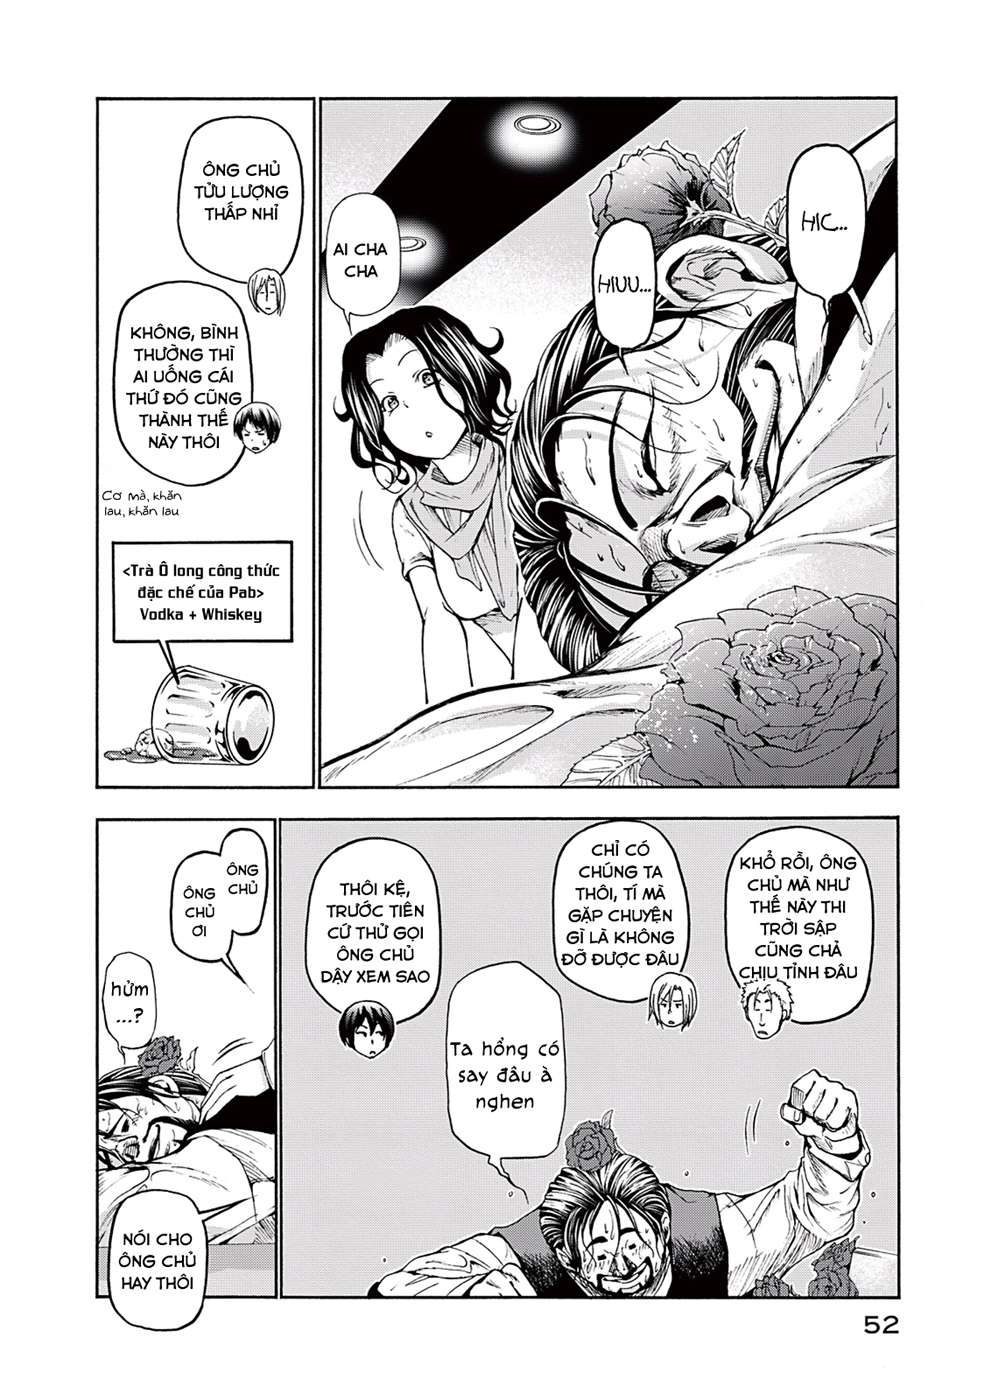 HIC...
HIUU...
AI CHA
CHA
ÔNG CHỦ
TỬU LƯỢNG
THẤP NHỈ
KHÔNG, BÌNH
THƯỜNG THÌ
AI UỐNG CÁI
THỨ ĐÓ CŨNG
THÀNH THẾ
NÀY THÔI
Cơ mà, khăn
lau, khăn lau
<Trà Ô long công thức
đặc chế của Pab>
Vodka + Whiskey
KHỔ RỒI, ÔNG
CHỦ MÀ NHƯ
THẾ NÀY THI
TRỜI SẬP
CŨNG CHẢ
CHỊU TỈNH ĐÂU
CHỈ CÓ
CHÚNG TA
THÔI, TÍ MÀ
GẶP CHUYỆN
GÌ LÀ KHÔNG
ĐỠ ĐƯỢC ĐÂU
Ta hổng có
say đâu à
nghen
THÔI KỆ,
TRƯỚC TIÊN
CỨ THỬ GỌI
ÔNG CHỦ
DẬY XEM SAO
ÔNG
CHỦ
ÔNG
CHỦ
ƠI
hửm
...?
NÓI CHO
ÔNG CHỦ
HAY THÔI
52